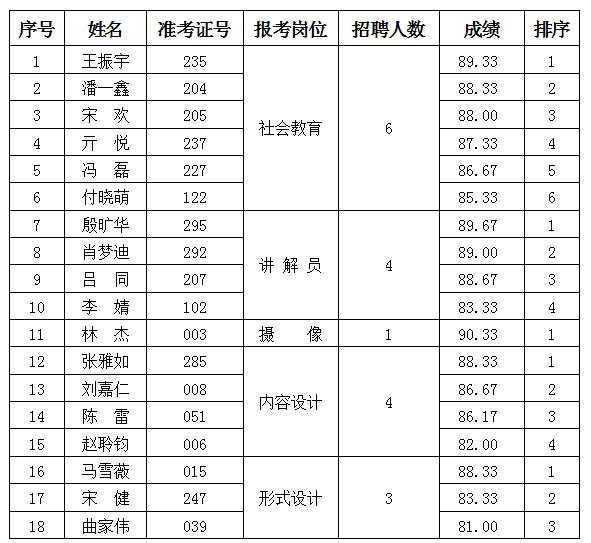 序号 姓名 准考证号 报考岗位 招聘人数 成绩 排序
1 王振宇 235 社会教育 6 89.33 1
2 潘一鑫 204 88.33 2
3 宋 欢 205 88.00 3
4 亓 悦 237 87.33 4
5 冯 磊 227 86.67 5
6 付晓萌 122 85.33 6
7 殷旷华 295 讲 解 员 4 89.67 1
8 肖梦迪 292 89.00 2
9 吕 同 207 88.67 3
10 李 婧 102 83.33 4
11 林 杰 003 摄 像 1 90.33 1
12 张雅如 285 内容设计 4 88.33 1
13 刘嘉仁 008 86.67 2
14 陈 雷 051 86.17 3
15 赵聆钧 006 82.00 4
16 马雪薇 015 形式设计 3 88.33 1
17 宋 健 247 83.33 2
18 曲家伟 039 81.00 3